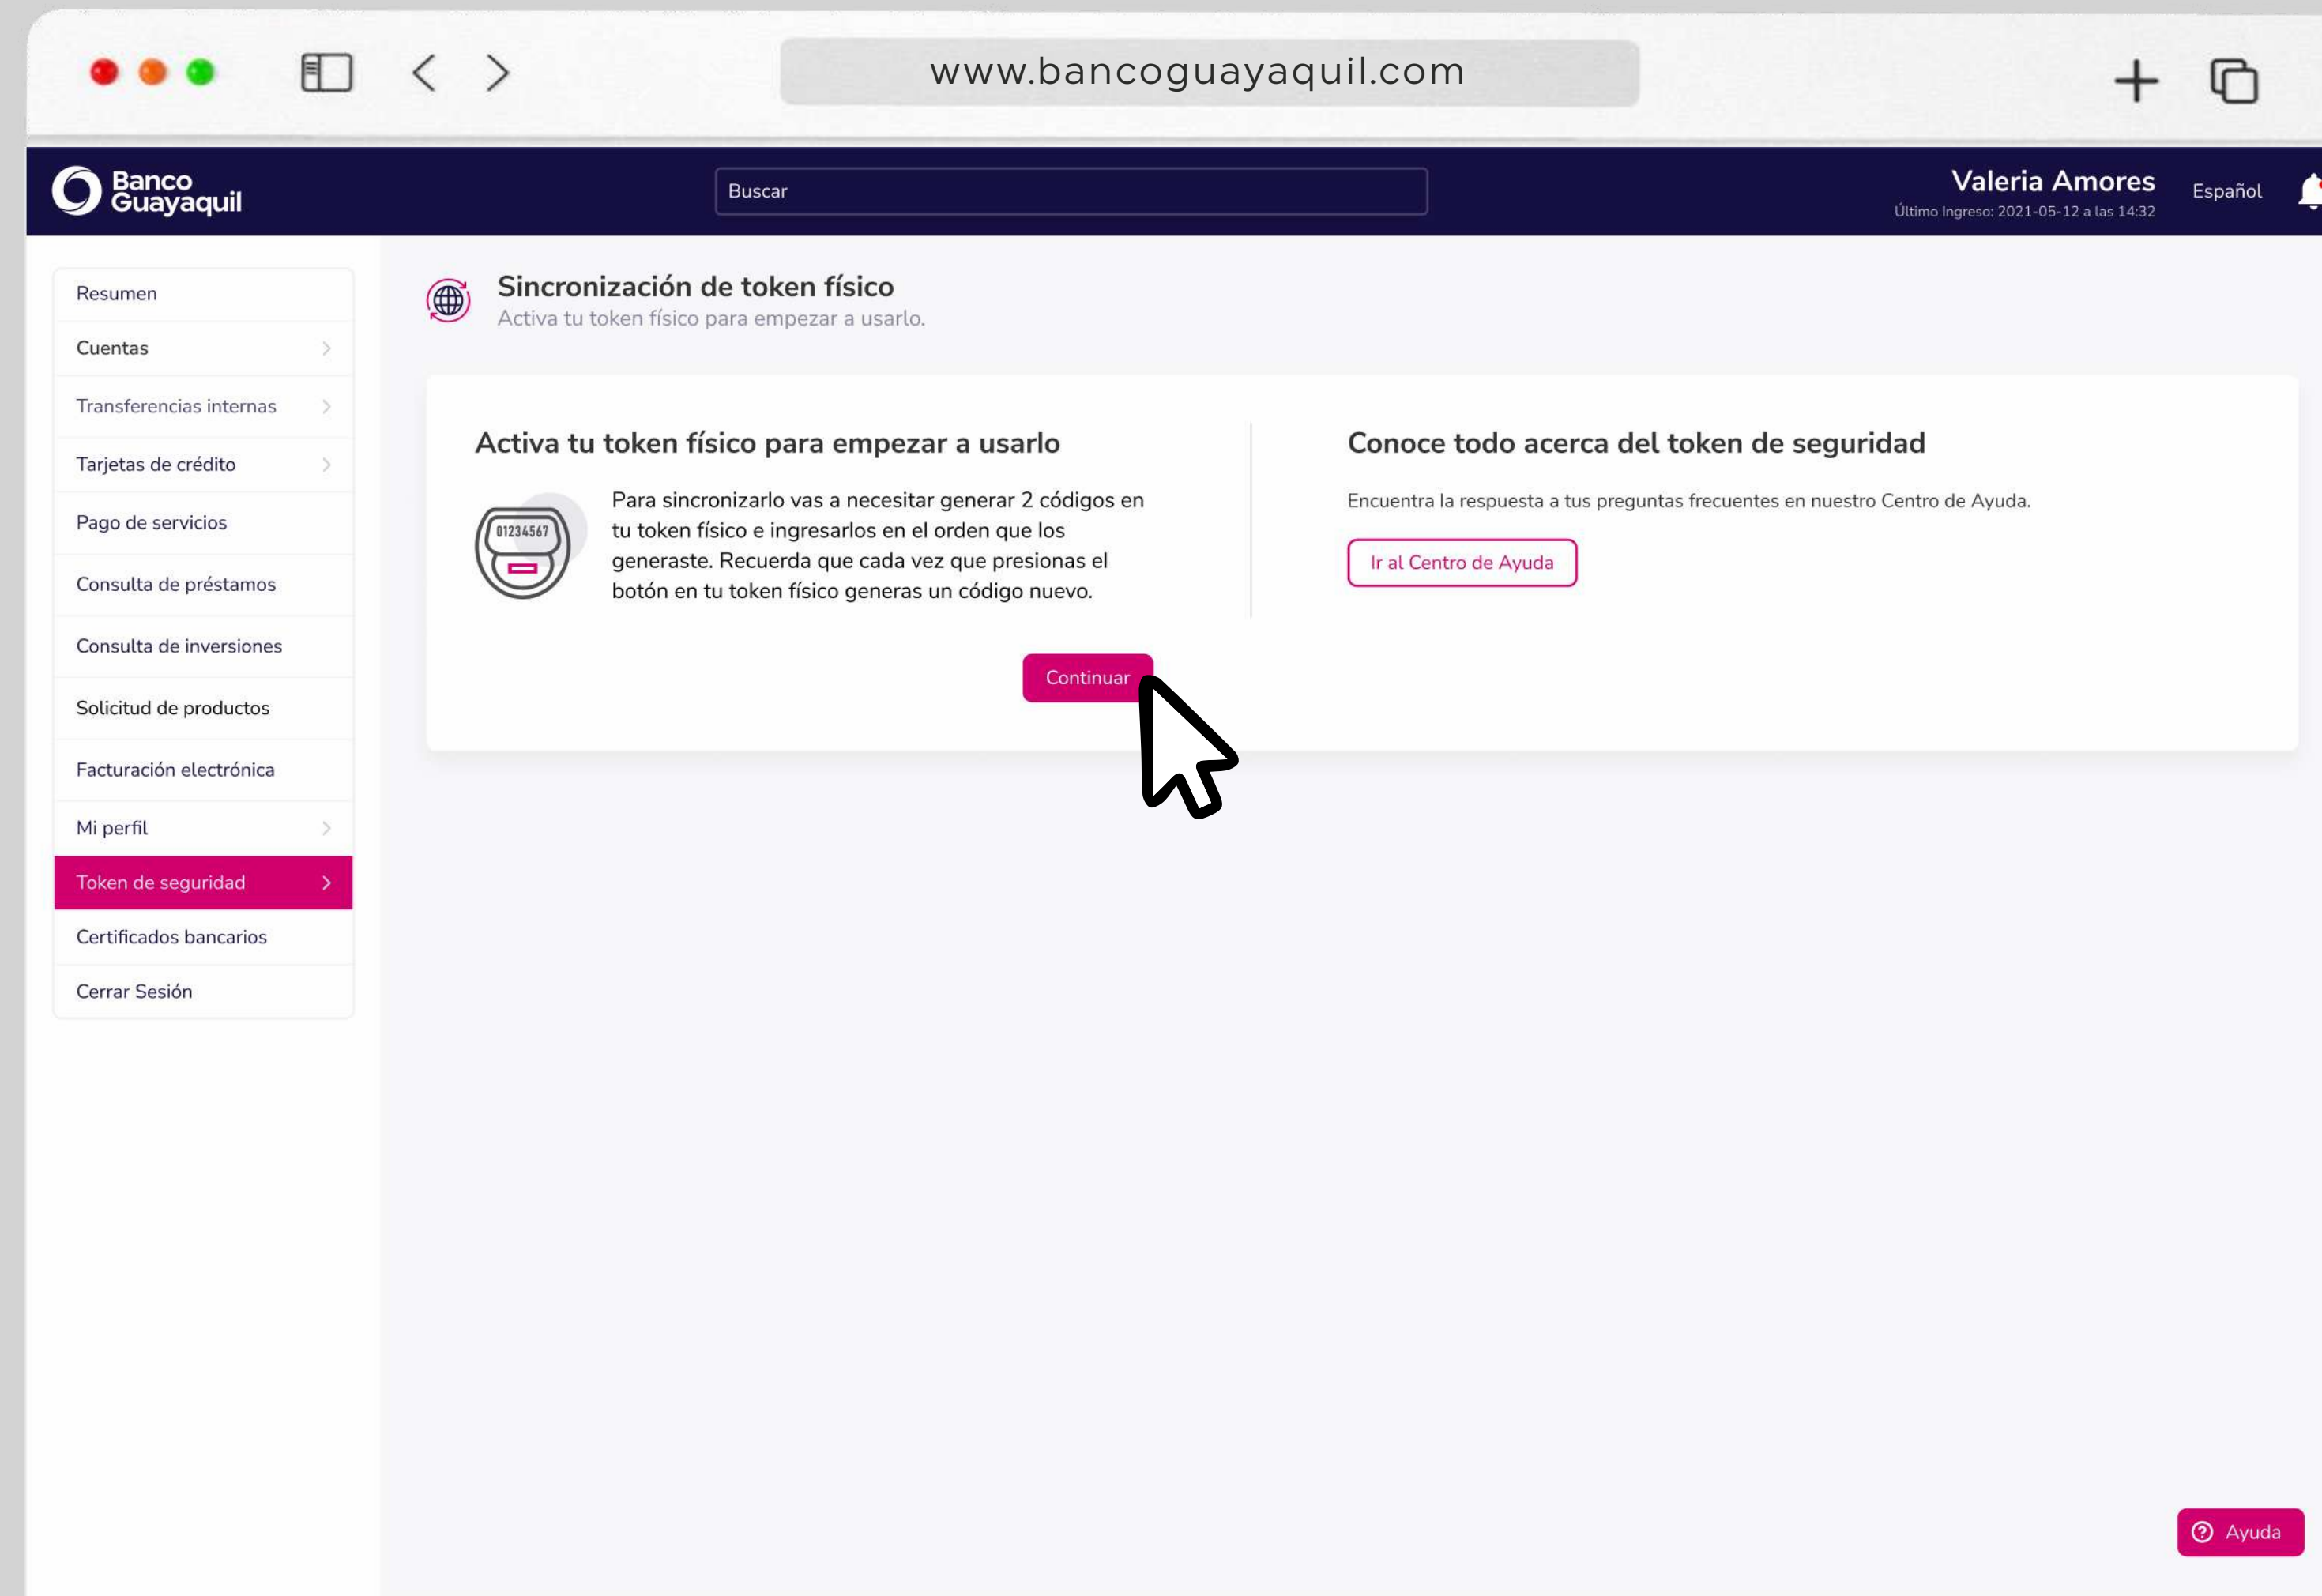 www.bancoguayaquil.com
Banco
Guayaquil
Buscar
Valeria Amores
Último Ingreso: 2021-05-12 a las 14:32
Español
Resumen
Cuentas
Transferencias internas
Tarjetas de crédito
Pago de servicios
Consulta de préstamos
Consulta de inversiones
Solicitud de productos
Facturación electrónica
Mi perfil
Token de seguridad
Certificados bancarios
Cerrar Sesión
Sincronización de token físico
Activa tu token físico para empezar a usarlo.
Activa tu token físico para empezar a usarlo
01234567
Para sincronizarlo vas a necesitar generar 2 códigos en
tu token físico e ingresarlos en el orden que los
generaste. Recuerda que cada vez que presionas el
botón en tu token físico generas un código nuevo.
Continuar
Conoce todo acerca del token de seguridad
Encuentra la respuesta a tus preguntas frecuentes en nuestro Centro de Ayuda.
Ir al Centro de Ayuda
Ayuda